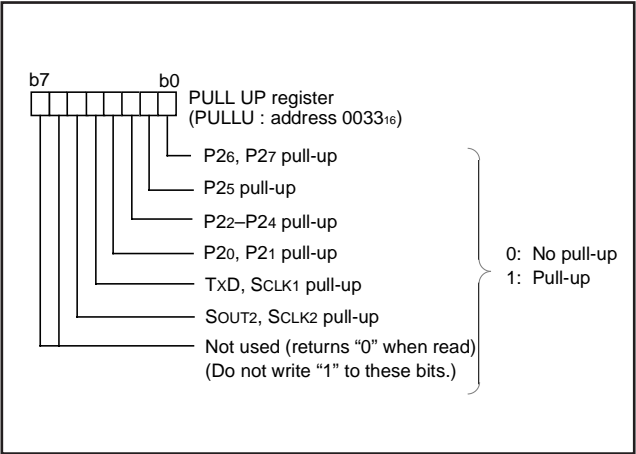 b7 b0
PULL UP register
(PULLU : address 003316)
P26, P27 pull-up
P25 pull-up
P22–P24 pull-up
P20, P21 pull-up
TxD, SCLK1 pull-up
SOUT2, SCLK2 pull-up
Not used (returns “0” when read)
(Do not write “1” to these bits.)
0: No pull-up
1: Pull-up